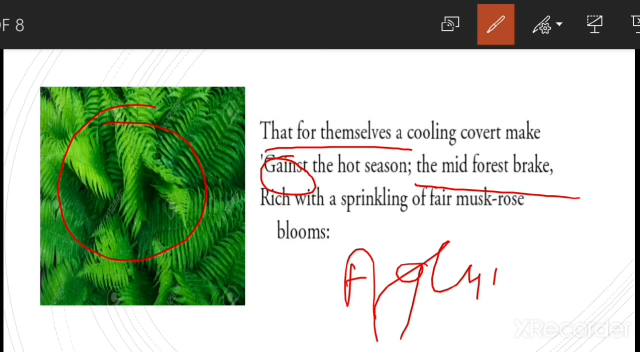 OF 8
That for themselves a cooling covert make
'Gainst the hot season; the mid forest brake,
Rich with a sprinkling of fair musk-rose
blooms:
XRecorder